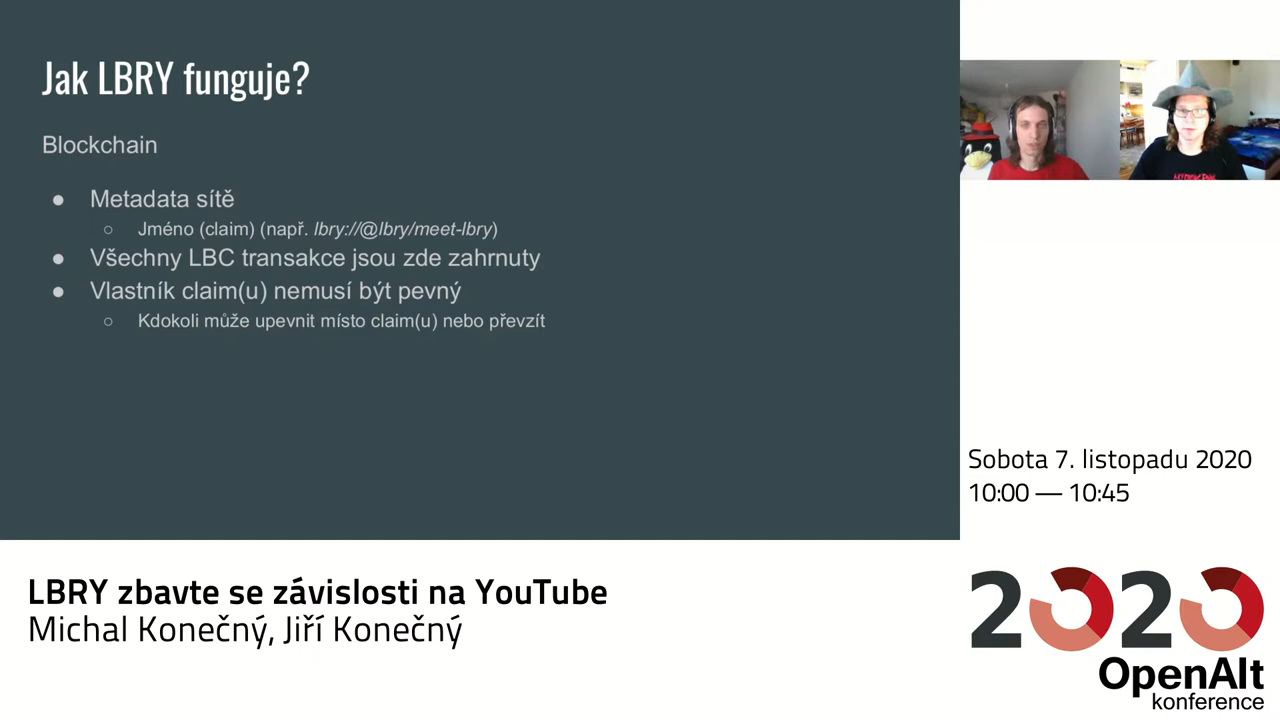 Jak LBRY funguje?
Blockchain
● Metadata sítě
○ Jméno (claim) (např. lbry://@lbry/meet-lbry)
● Všechny LBC transakce jsou zde zahrnuty
● Vlastník claim(u) nemusí být pevný
○ Kdokoli může upevnit místo claim(u) nebo převzít
Sobota 7. listopadu 2020
10:00 — 10:45
LBRY zbavte se závislosti na YouTube
Michal Konečný, Jiří Konečný
2020
OpenAlt
konference